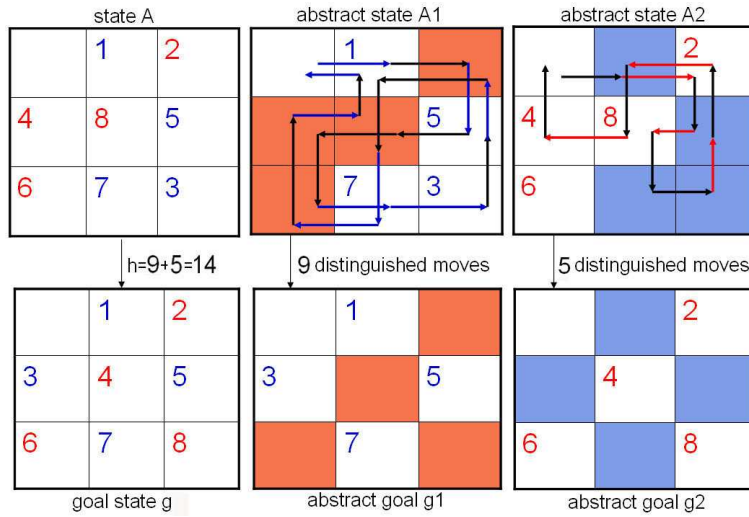 state A
abstract state A1
abstract state A2
1 2
1
2
4 8 5
5
4 8
6 7 3
7 3
6
h=9+5=14
9 distinguished moves
5 distinguished moves
1 2
1
2
3 4 5
3 5
4
6 7 8
7
6 8
goal state g
abstract goal g1
abstract goal g2